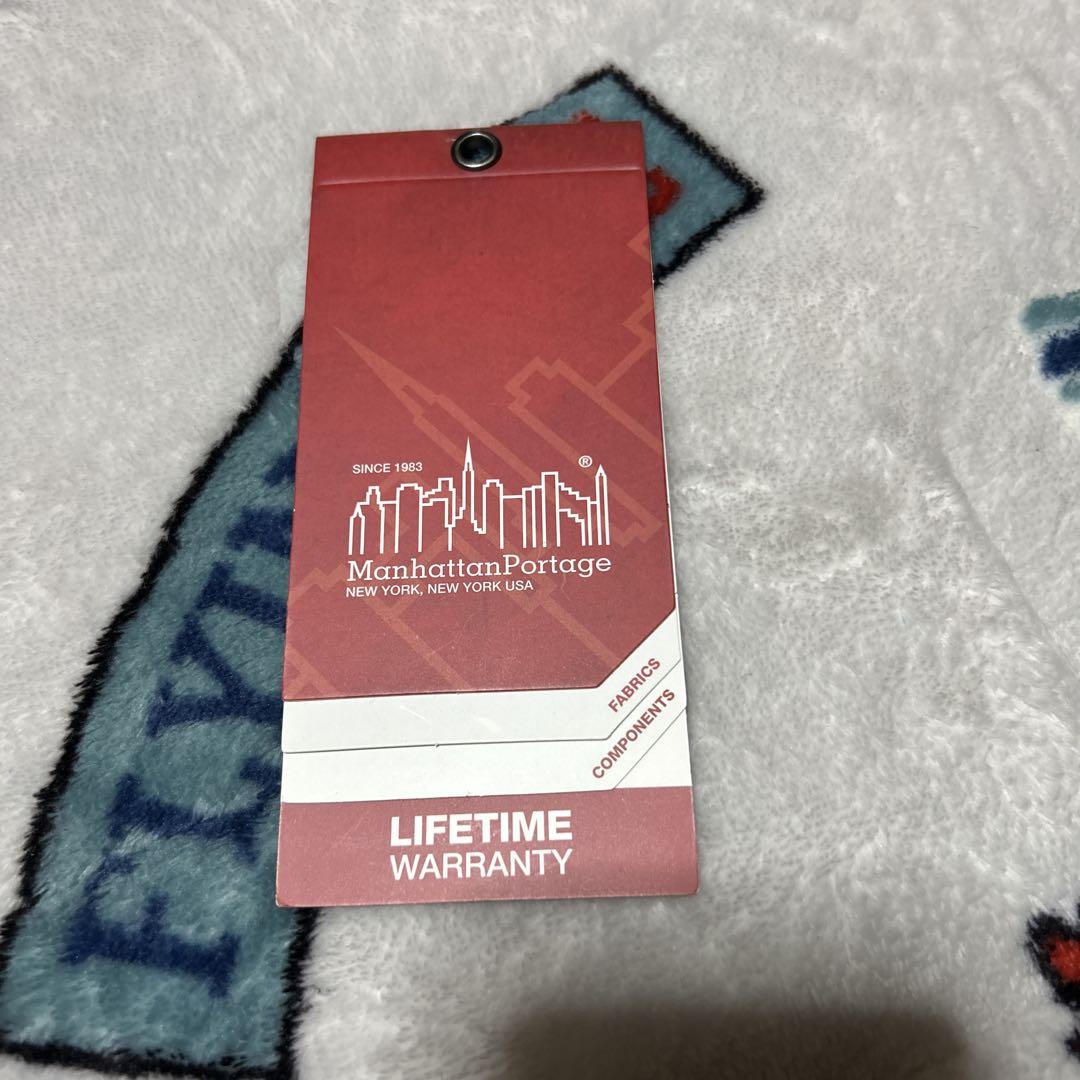 SINCE 1983
®
ManhattanPortage
NEW YORK, NEW YORK USA
FABRICS
COMPONENTS
LIFETIME
WARRANTY